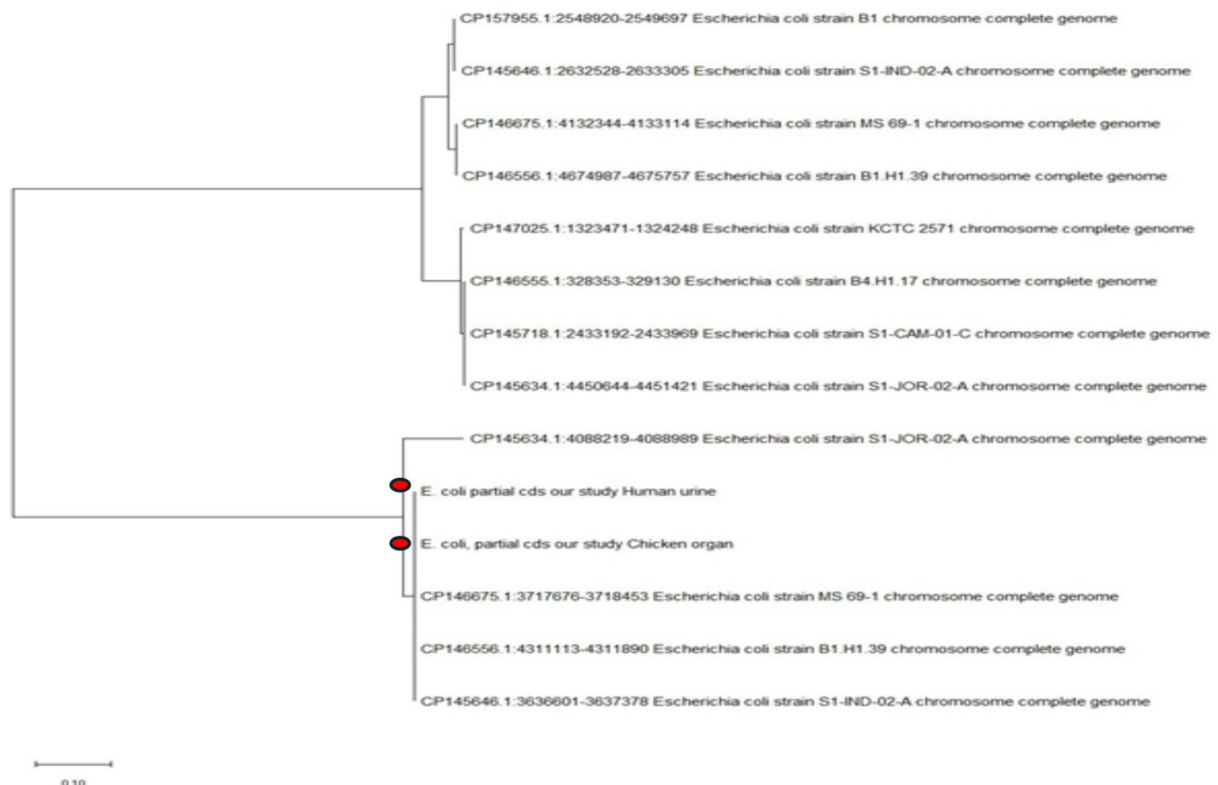 CP157955.1:2548920-2549697 Escherichia coli strain B1 chromosome complete genome
CP145646.1:2632528-2633305 Escherichia coli strain S1-IND-02-A chromosome complete genome
CP146675.1:4132344-4133114 Escherichia coli strain MS 69-1 chromosome complete genome
CP146556.1:4674987-4675757 Escherichia coli strain B1.H1.39 chromosome complete genome
CP147025.1:1323471-1324248 Escherichia coli strain KCTC 2571 chromosome complete genome
CP146555.1:328353-329130 Escherichia coli strain B4.H1.17 chromosome complete genome
CP145718.1:2433192-2433969 Escherichia coli strain S1-CAM-01-C chromosome complete genome
CP145634.1:4450644-4451421 Escherichia coli strain S1-JOR-02-A chromosome complete genome
CP145634.1:4088219-4088989 Escherichia coli strain S1-JOR-02-A chromosome complete genome
E. coli partial cds our study Human urine
E. coli, partial cds our study Chicken organ
CP146675.1:3717676-3718453 Escherichia coli strain MS 69-1 chromosome complete genome
CP146556.1:4311113-4311890 Escherichia coli strain B1.H1.39 chromosome complete genome
CP145646.1:3636601-3637378 Escherichia coli strain S1-IND-02-A chromosome complete genome
0.10